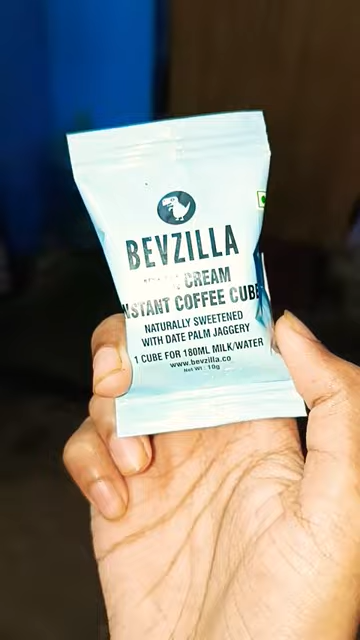 BEVZILLA
CREAM
INSTANT COFFEE CUBE
NATURALLY SWEETENED
WITH DATE PALM JAGGERY
1 CUBE FOR 180ML MILK/WATER
www.bevzilla.co
Net Wt : 10g